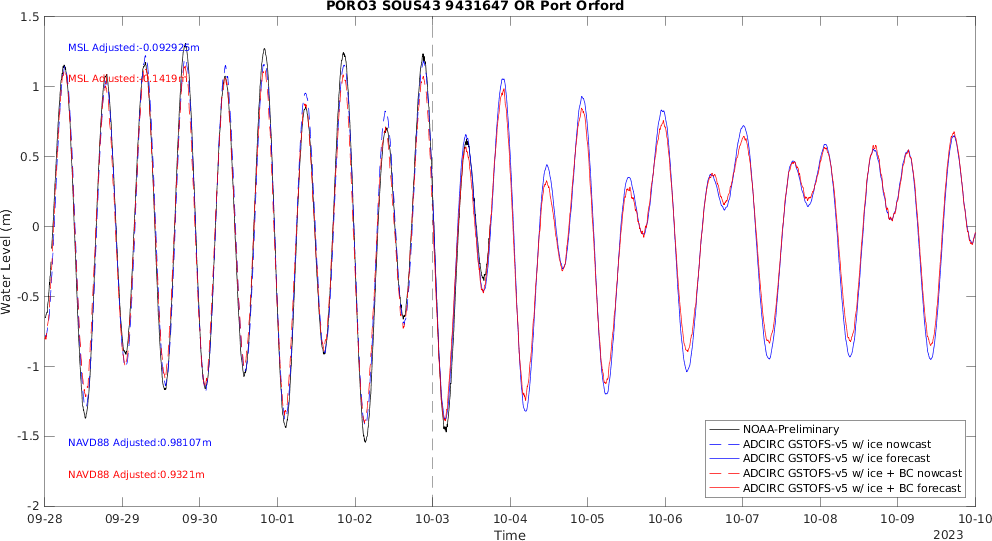 PORO3 SOUS43 9431647 OR Port Orford
MSL Adjusted:-0.092925m
MSL Adjusted:-0.1419m
NAVD88 Adjusted:0.98107m
NAVD88 Adjusted:0.9321m
Water Level (m)
1.5
1
0.5
0
-0.5
-1
-1.5
-2
NOAA-Preliminary
ADCIRC GSTOFS-v5 w/ ice nowcast
ADCIRC GSTOFS-v5 w/ ice forecast
ADCIRC GSTOFS-v5 w/ ice + BC nowcast
ADCIRC GSTOFS-v5 w/ ice + BC forecast
09-28 09-29 09-30 10-01 10-02 10-03 10-04 10-05 10-06 10-07 10-08 10-09 10-10
Time
2023